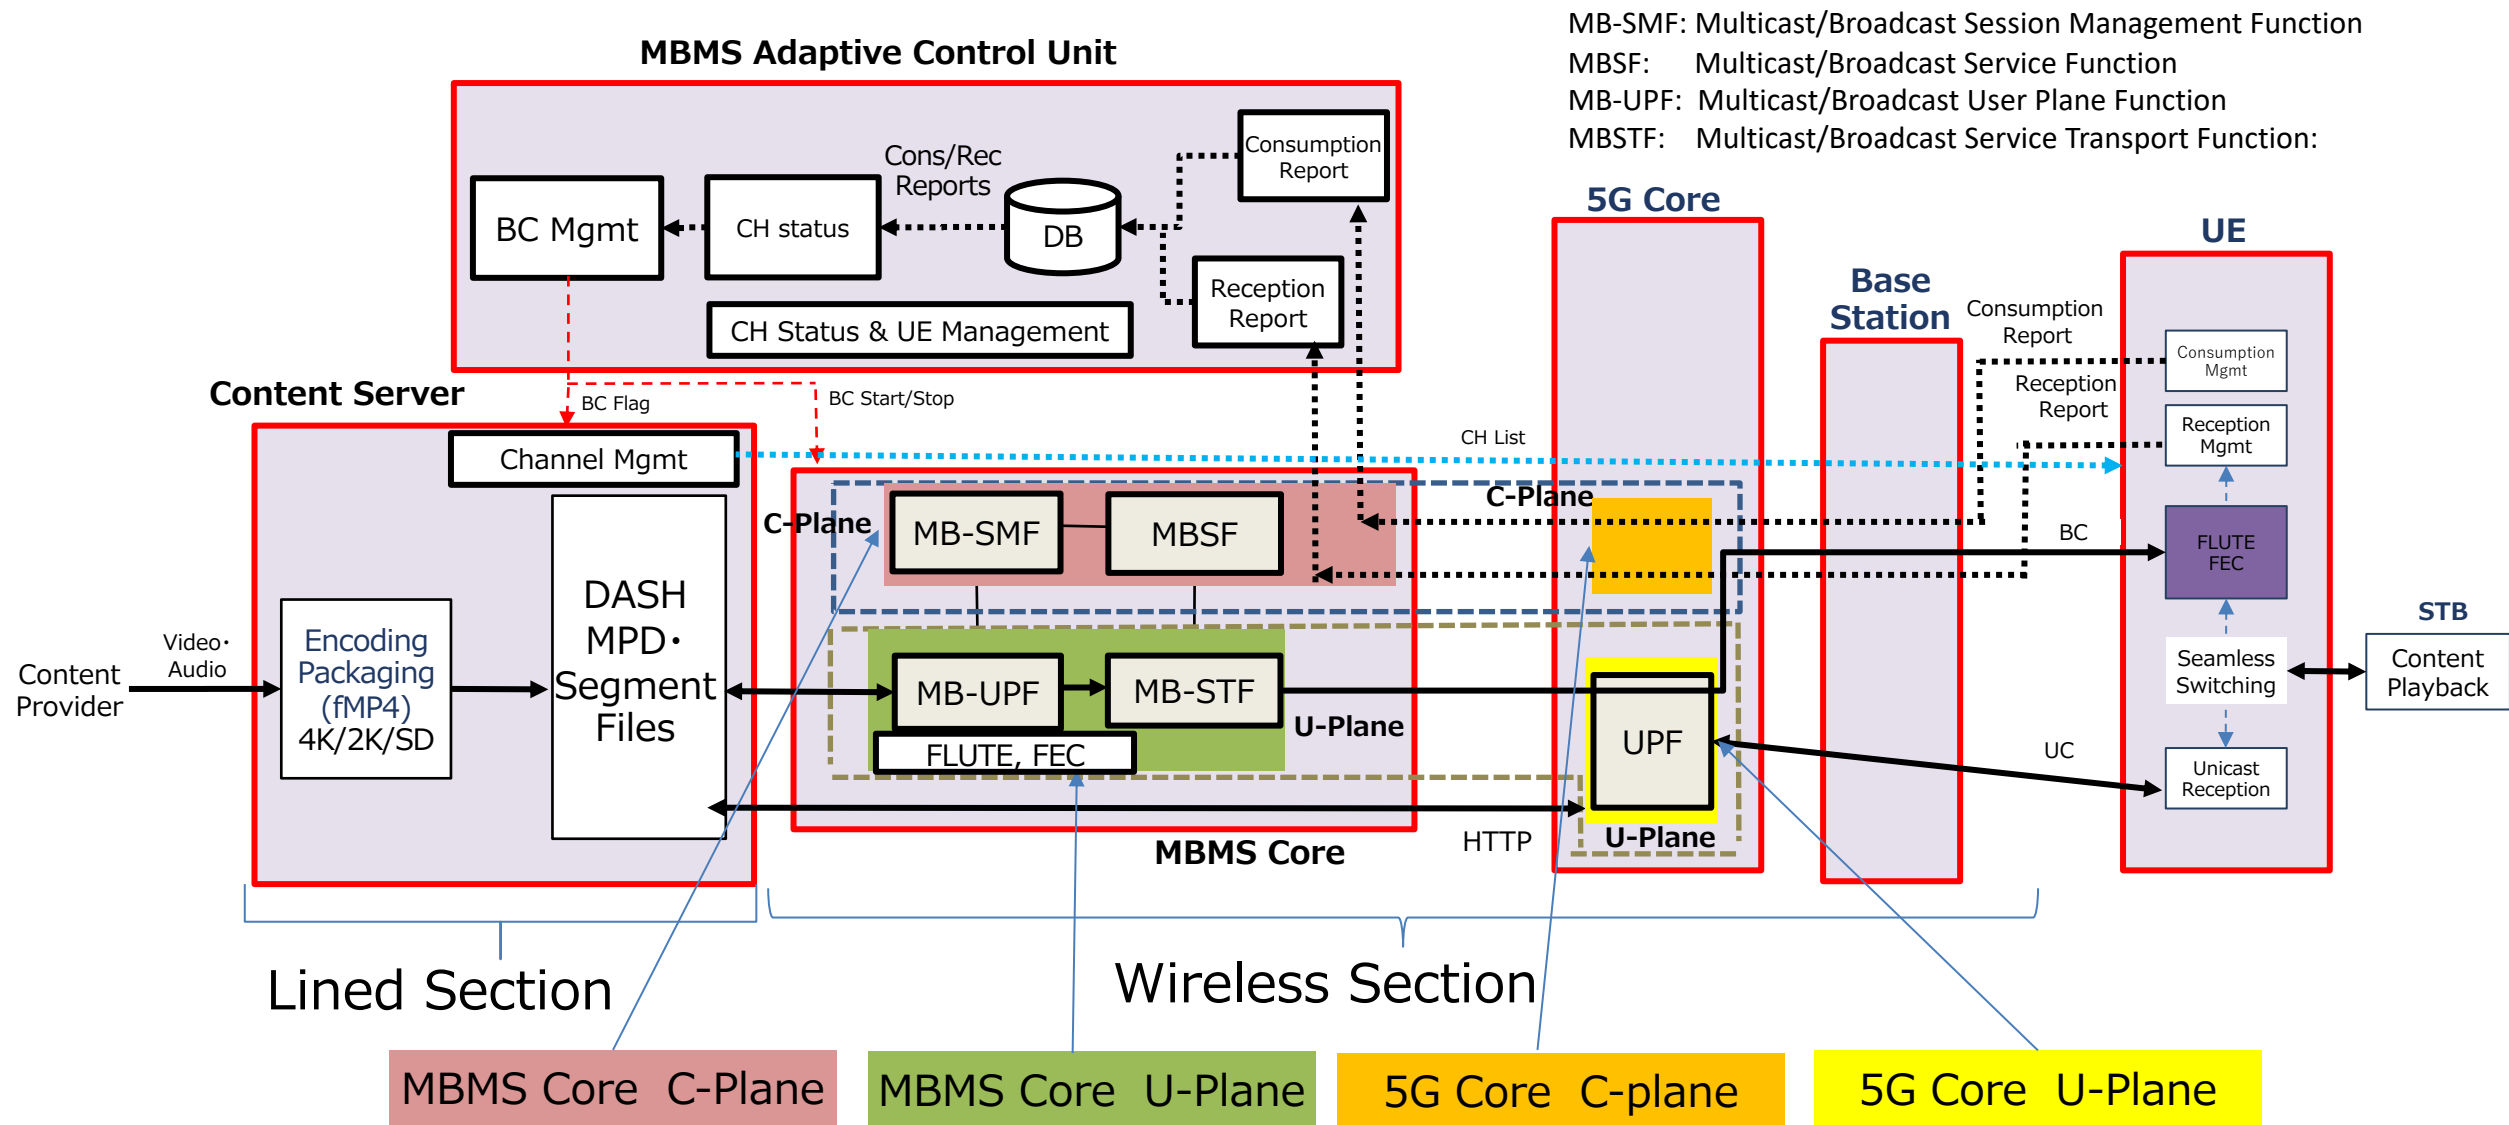 MB-SMF: Multicast/Broadcast Session Management Function
MBSF: Multicast/Broadcast Service Function
MB-UPF: Multicast/Broadcast User Plane Function
MBSTF: Multicast/Broadcast Service Transport Function:
MBMS Adaptive Control Unit
BC Mgmt
CH status
Cons/Rec
Reports
DB
Consumption
Report
Reception
Report
CH Status & UE Management
5G Core
Base
Station
UE
Consumption
Report
Reception
Report
Consumption
Mgmt
Reception
Mgmt
Content Server
BC Flag
BC Start/Stop
Channel Mgmt
CH List
C-Plane
MB-SMF
MBSF
C-Plane
BC
FLUTE
FEC
Content
Provider
Video・
Audio
Encoding
Packaging
(fMP4)
4K/2K/SD
DASH
MPD・
Segment
Files
MB-UPF
MB-STF
FLUTE, FEC
U-Plane
UPF
U-Plane
HTTP
MBMS Core
UC
Seamless
Switching
Unicast
Reception
STB
Content
Playback
Lined Section
Wireless Section
MBMS Core C-Plane
MBMS Core U-Plane
5G Core C-plane
5G Core U-Plane